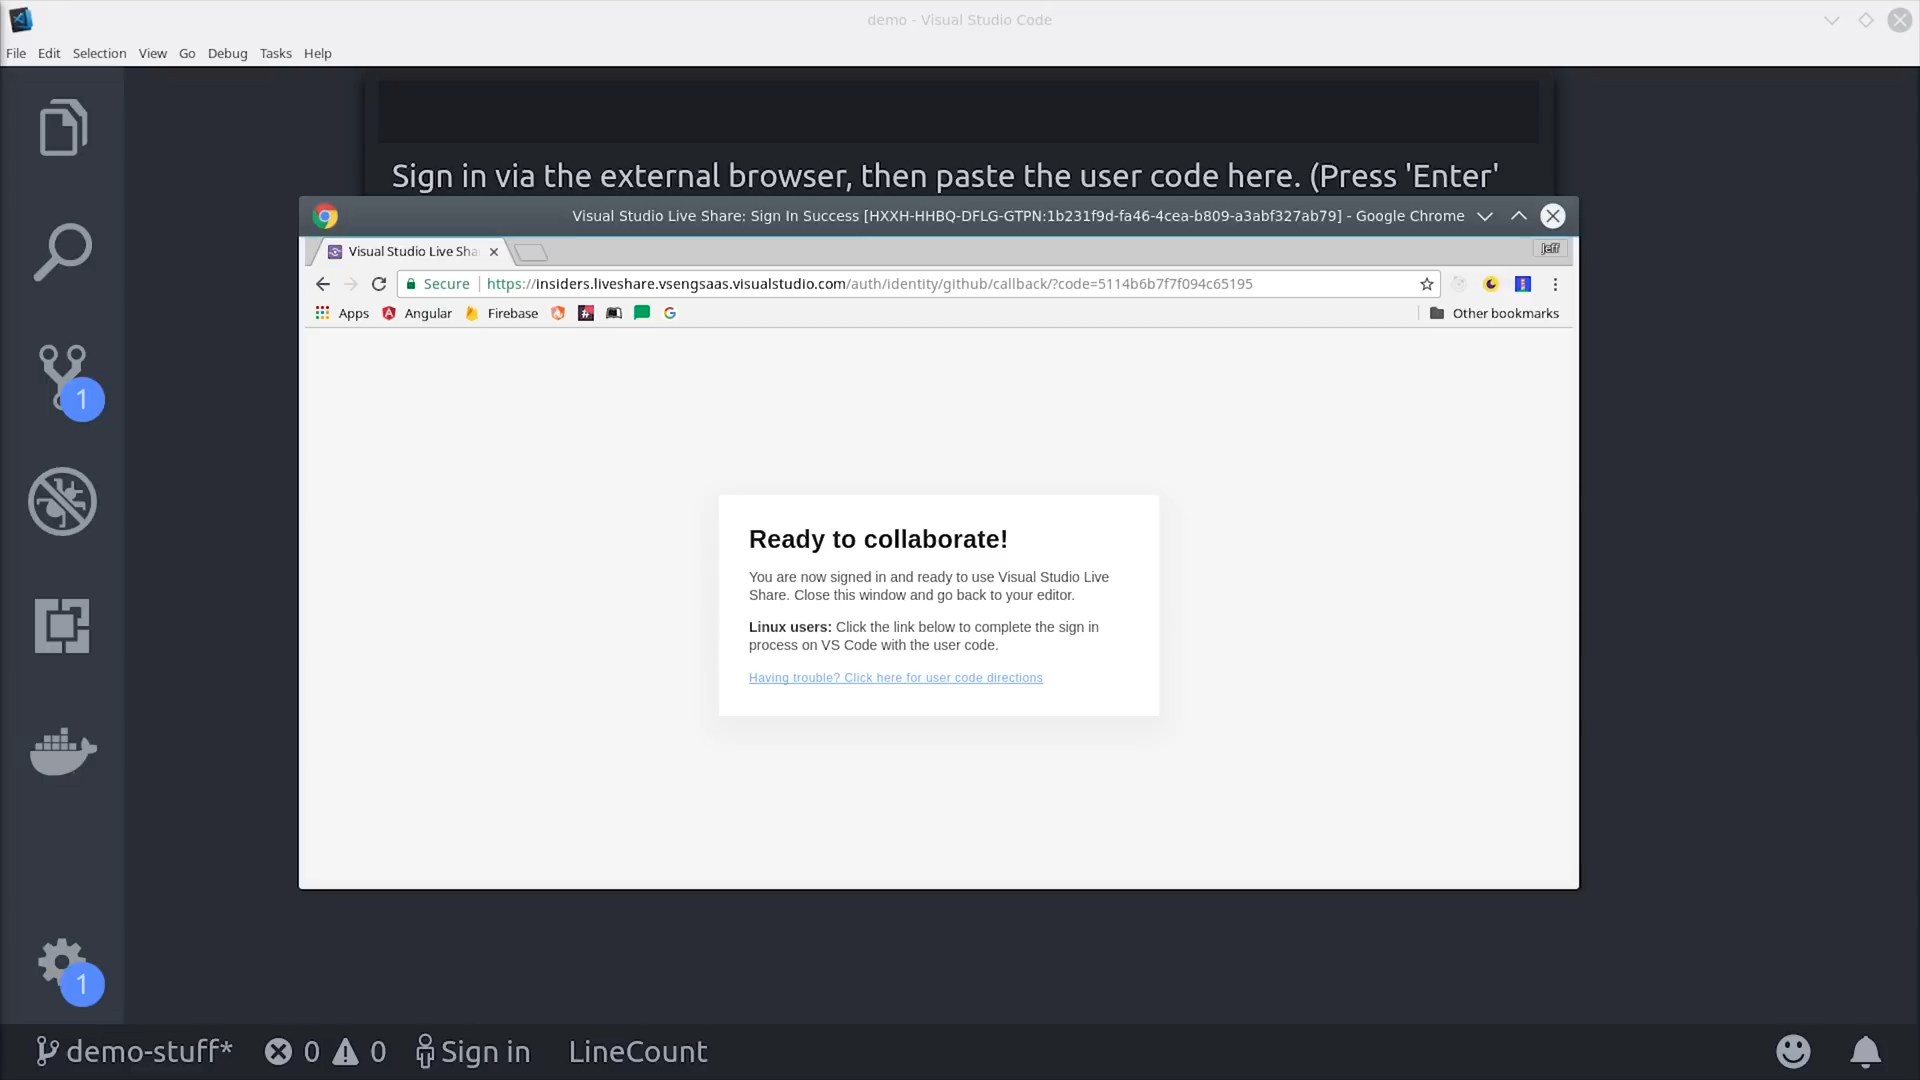 demo - Visual Studio Code
File Edit Selection View Go Debug Tasks Help
Sign in via the external browser, then paste the user code here. (Press 'Enter'
Visual Studio Live Share: Sign In Success [HXXH-HHBQ-DFLG-GTPN:1b231f9d-fa46-4cea-b809-a3abf327ab79] - Google Chrome
Visual Studio Live Sha
Jeff
Secure https://insiders.liveshare.vsengsaas.visualstudio.com/auth/identity/github/callback/?code=5114b6b7f7f094c65195
Apps Angular Firebase Other bookmarks
1
Ready to collaborate!
You are now signed in and ready to use Visual Studio Live
Share. Close this window and go back to your editor.
Linux users: Click the link below to complete the sign in
process on VS Code with the user code.
Having trouble? Click here for user code directions
1
demo-stuff* 0 0 Sign in LineCount